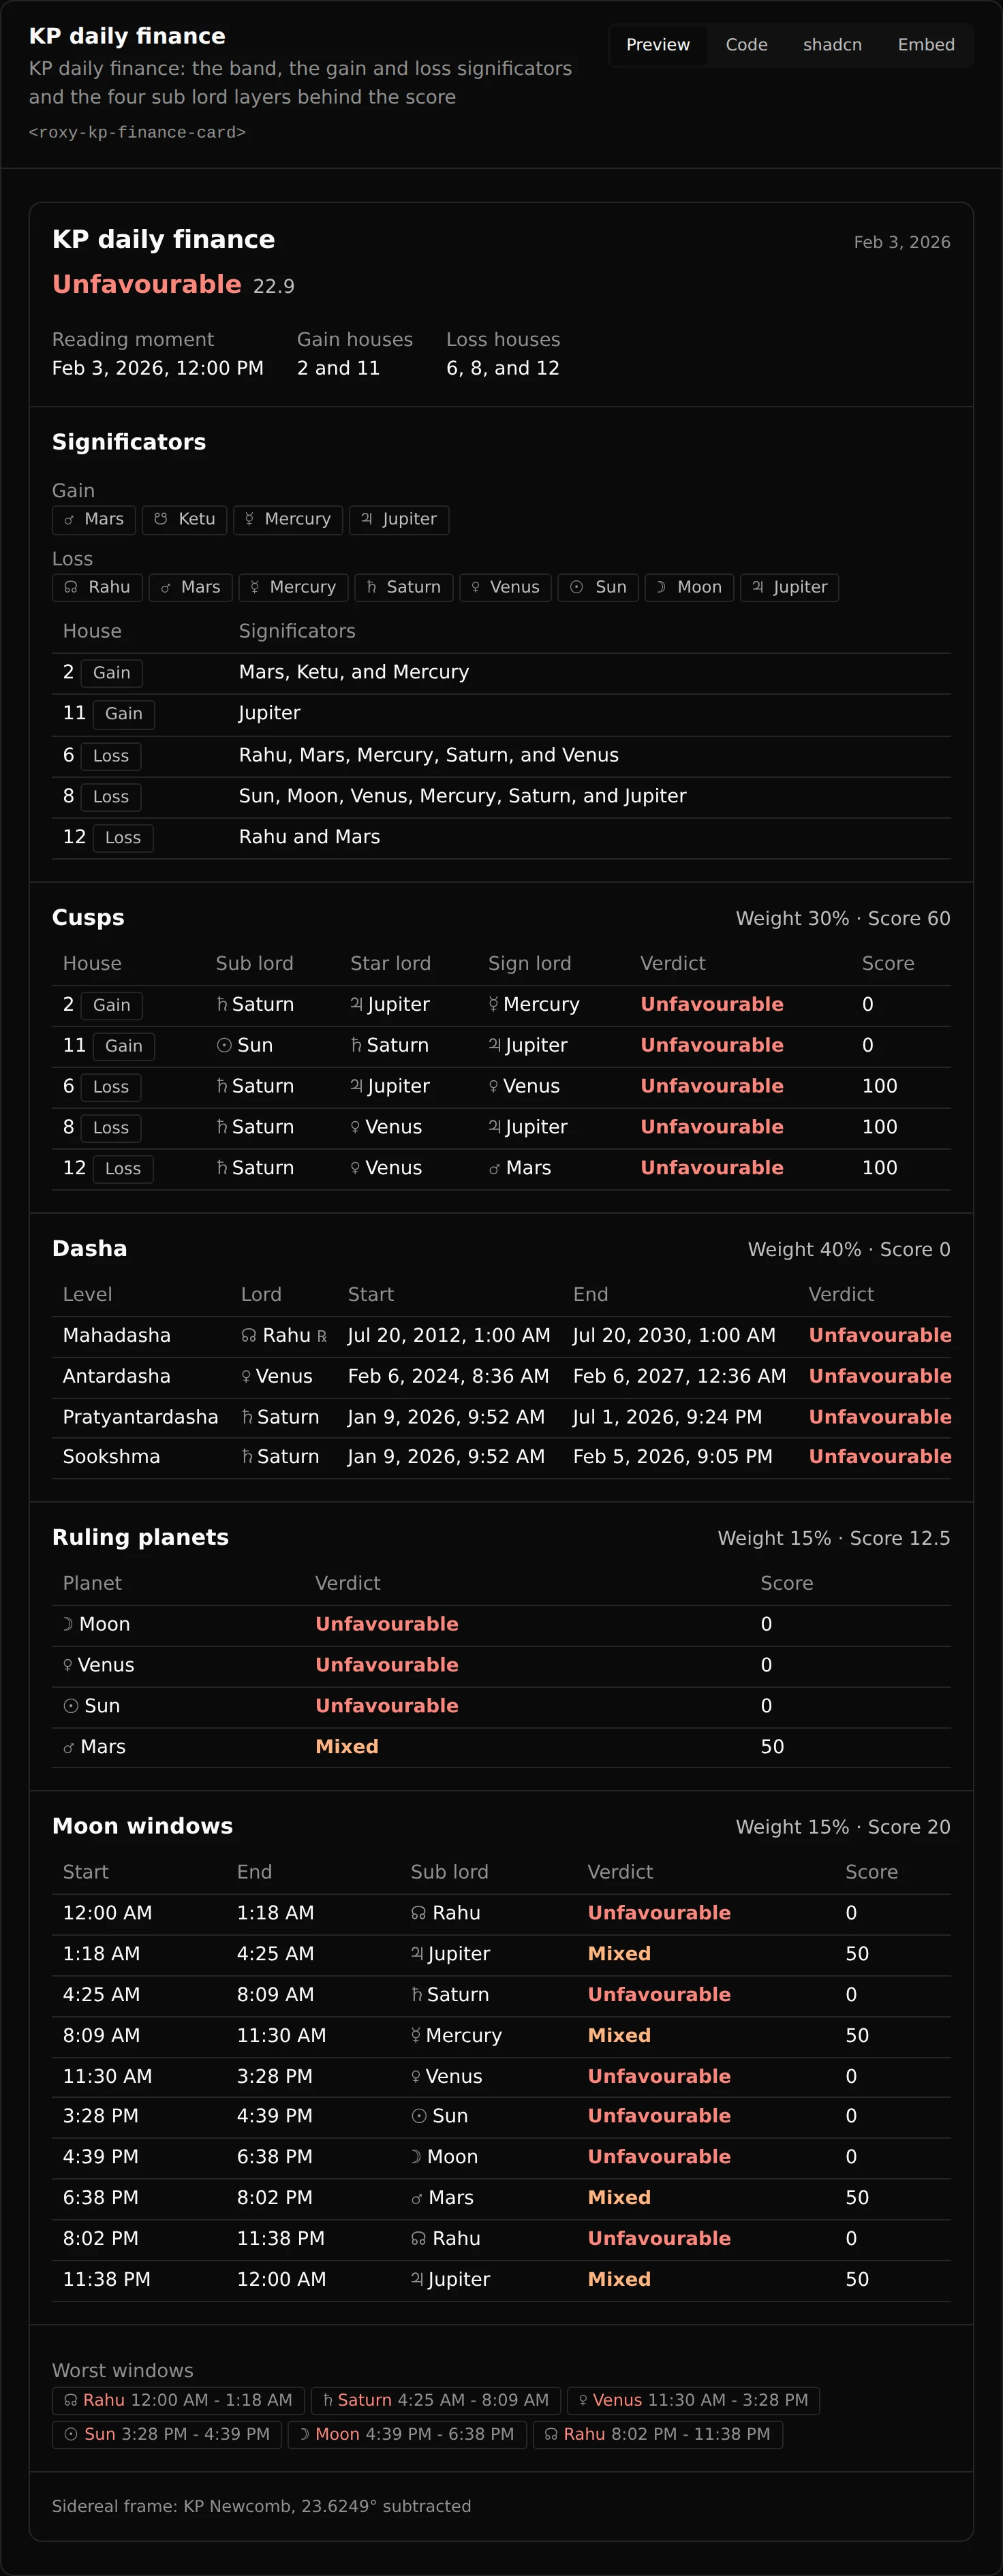 KP daily finance
Preview Code shadcn Embed
KP daily finance: the band, the gain and loss significators
and the four sub lord layers behind the score
<roxy-kp-finance-card>
KP daily finance Feb 3, 2026
Unfavourable 22.9
Reading moment Gain houses Loss houses
Feb 3, 2026, 12:00 PM 2 and 11 6, 8, and 12
Significators
Gain
♂ Mars ☋ Ketu ☿ Mercury ♃ Jupiter
Loss
☊ Rahu ♂ Mars ☿ Mercury ♄ Saturn ♀ Venus ☉ Sun ☽ Moon ♃ Jupiter
House Significators
2 Gain Mars, Ketu, and Mercury
11 Gain Jupiter
6 Loss Rahu, Mars, Mercury, Saturn, and Venus
8 Loss Sun, Moon, Venus, Mercury, Saturn, and Jupiter
12 Loss Rahu and Mars
Cusps Weight 30% · Score 60
House Sub lord Star lord Sign lord Verdict Score
2 Gain ♄ Saturn ♃ Jupiter ☿ Mercury Unfavourable 0
11 Gain ☉ Sun ♄ Saturn ♃ Jupiter Unfavourable 0
6 Loss ♄ Saturn ♃ Jupiter ♀ Venus Unfavourable 100
8 Loss ♄ Saturn ♀ Venus ♃ Jupiter Unfavourable 100
12 Loss ♄ Saturn ♀ Venus ♂ Mars Unfavourable 100
Dasha Weight 40% · Score 0
Level Lord Start End Verdict
Mahadasha ☊ Rahu ℞ Jul 20, 2012, 1:00 AM Jul 20, 2030, 1:00 AM Unfavourable
Antardasha ♀ Venus Feb 6, 2024, 8:36 AM Feb 6, 2027, 12:36 AM Unfavourable
Pratyantardasha ♄ Saturn Jan 9, 2026, 9:52 AM Jul 1, 2026, 9:24 PM Unfavourable
Sookshma ♄ Saturn Jan 9, 2026, 9:52 AM Feb 5, 2026, 9:05 PM Unfavourable
Ruling planets Weight 15% · Score 12.5
Planet Verdict Score
☽ Moon Unfavourable 0
♀ Venus Unfavourable 0
☉ Sun Unfavourable 0
♂ Mars Mixed 50
Moon windows Weight 15% · Score 20
Start End Sub lord Verdict Score
12:00 AM 1:18 AM ☊ Rahu Unfavourable 0
1:18 AM 4:25 AM ♃ Jupiter Mixed 50
4:25 AM 8:09 AM ♄ Saturn Unfavourable 0
8:09 AM 11:30 AM ☿ Mercury Mixed 50
11:30 AM 3:28 PM ♀ Venus Unfavourable 0
3:28 PM 4:39 PM ☉ Sun Unfavourable 0
4:39 PM 6:38 PM ☽ Moon Unfavourable 0
6:38 PM 8:02 PM ♂ Mars Mixed 50
8:02 PM 11:38 PM ☊ Rahu Unfavourable 0
11:38 PM 12:00 AM ♃ Jupiter Mixed 50
Worst windows
☊ Rahu 12:00 AM - 1:18 AM ♄ Saturn 4:25 AM - 8:09 AM ♀ Venus 11:30 AM - 3:28 PM
☉ Sun 3:28 PM - 4:39 PM ☽ Moon 4:39 PM - 6:38 PM ☊ Rahu 8:02 PM - 11:38 PM
Sidereal frame: KP Newcomb, 23.6249° subtracted